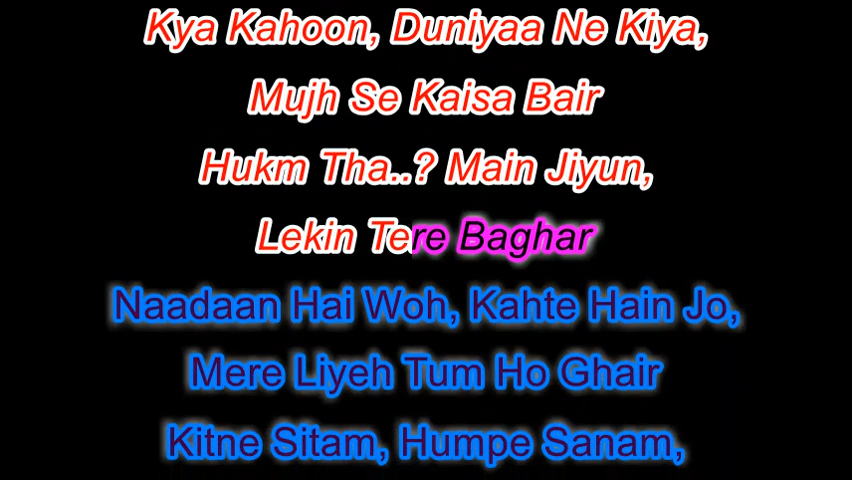 Kya Kahoon, Duniyaa Ne Kiya,
Mujh Se Kaisa Bair
Hukm Tha..? Main Jiyun,
Lekin Tere Baghar
Naadaan Hai Woh, Kahte Hain Jo,
Mere Liyeh Tum Ho Ghair
Kitne Sitam, Humpe Sanam,